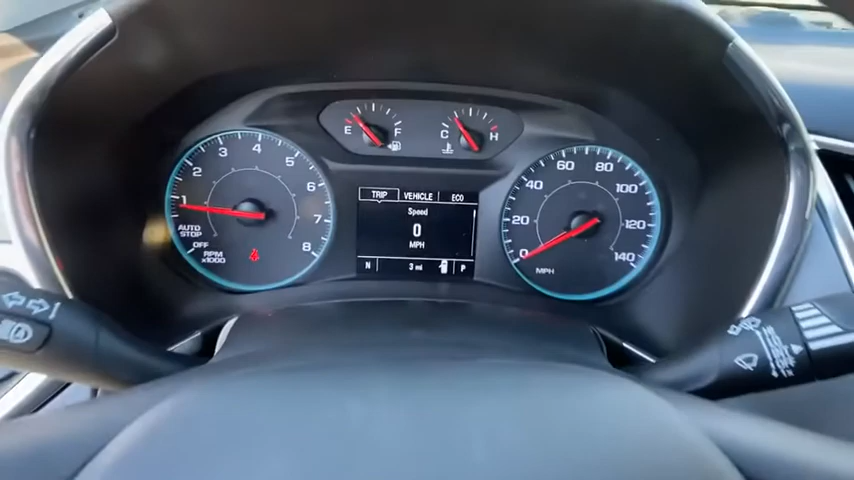 E F
C H
1 2 3 4 5 6 7 8
AUTO
STOP
OFF
RPM
x1000
TRIP VEHICLE ECO
Speed
0
MPH
N 3 mi P
0 20 40 60 80 100 120 140
MPH